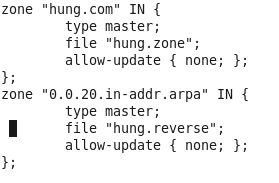 zone "hung.com" IN {
        type master;
        file "hung.zone";
        allow-update { none; };
};
zone "0.0.20.in-addr.arpa" IN {
        type master;
        file "hung.reverse";
        allow-update { none; };
};